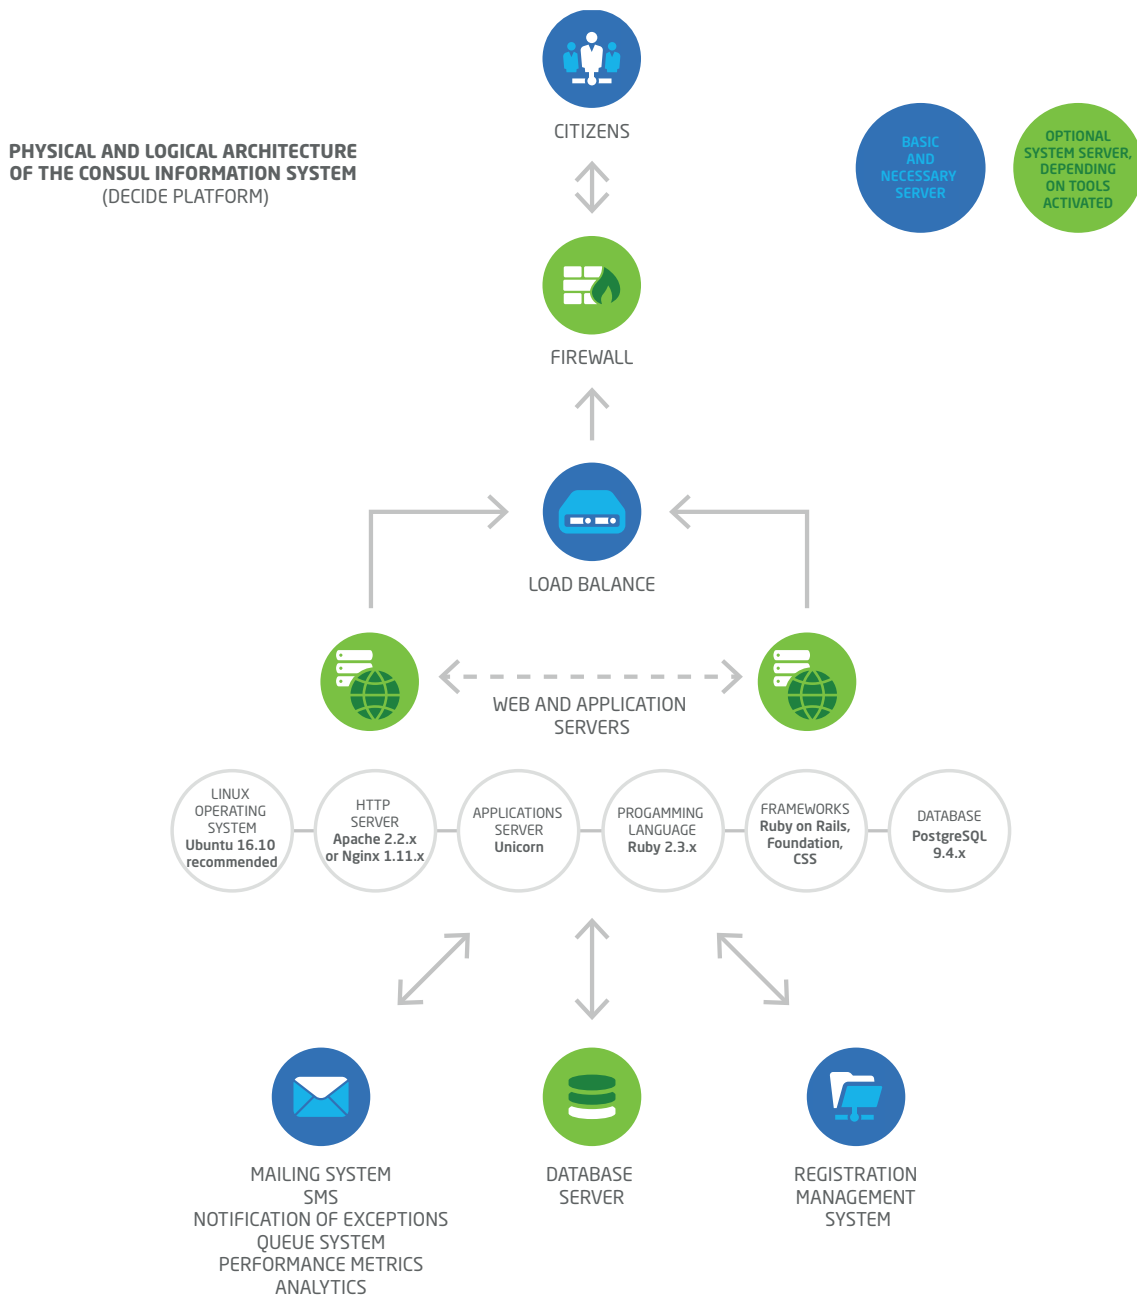 CITIZENS
PHYSICAL AND LOGICAL ARCHITECTURE
OF THE CONSUL INFORMATION SYSTEM
(DECIDE PLATFORM)
BASIC
AND
NECESSARY
SERVER
OPTIONAL
SYSTEM SERVER,
DEPENDING
ON TOOLS
ACTIVATED
FIREWALL
LOAD BALANCE
WEB AND APPLICATION
SERVERS
LINUX
OPERATING
SYSTEM
Ubuntu 16.10
recommended
HTTP
SERVER
Apache 2.2.x
or Nginx 1.11.x
APPLICATIONS
SERVER
Unicorn
PROGAMMING
LANGUAGE
Ruby 2.3.x
FRAMEWORKS
Ruby on Rails,
Foundation,
CSS
DATABASE
PostgreSQL
9.4.x
MAILING SYSTEM
SMS
NOTIFICATION OF EXCEPTIONS
QUEUE SYSTEM
PERFORMANCE METRICS
ANALYTICS
DATABASE
SERVER
REGISTRATION
MANAGEMENT
SYSTEM